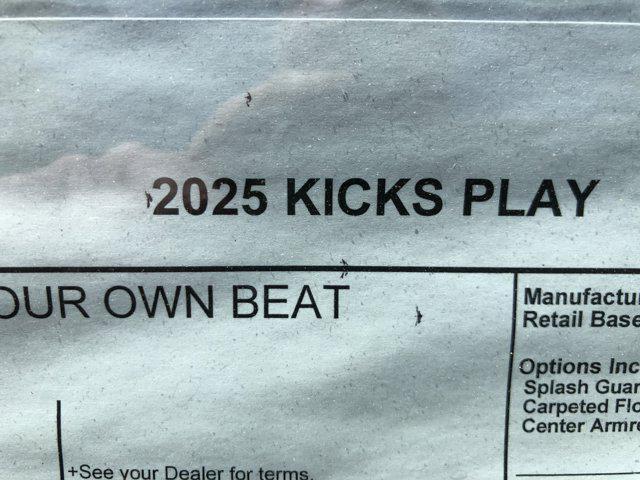 2025 KICKS PLAY
OUR OWN BEAT
Manufactu
Retail Base
Options Inc
Splash Guar
Carpeted Flo
Center Armre
+See your Dealer for terms.